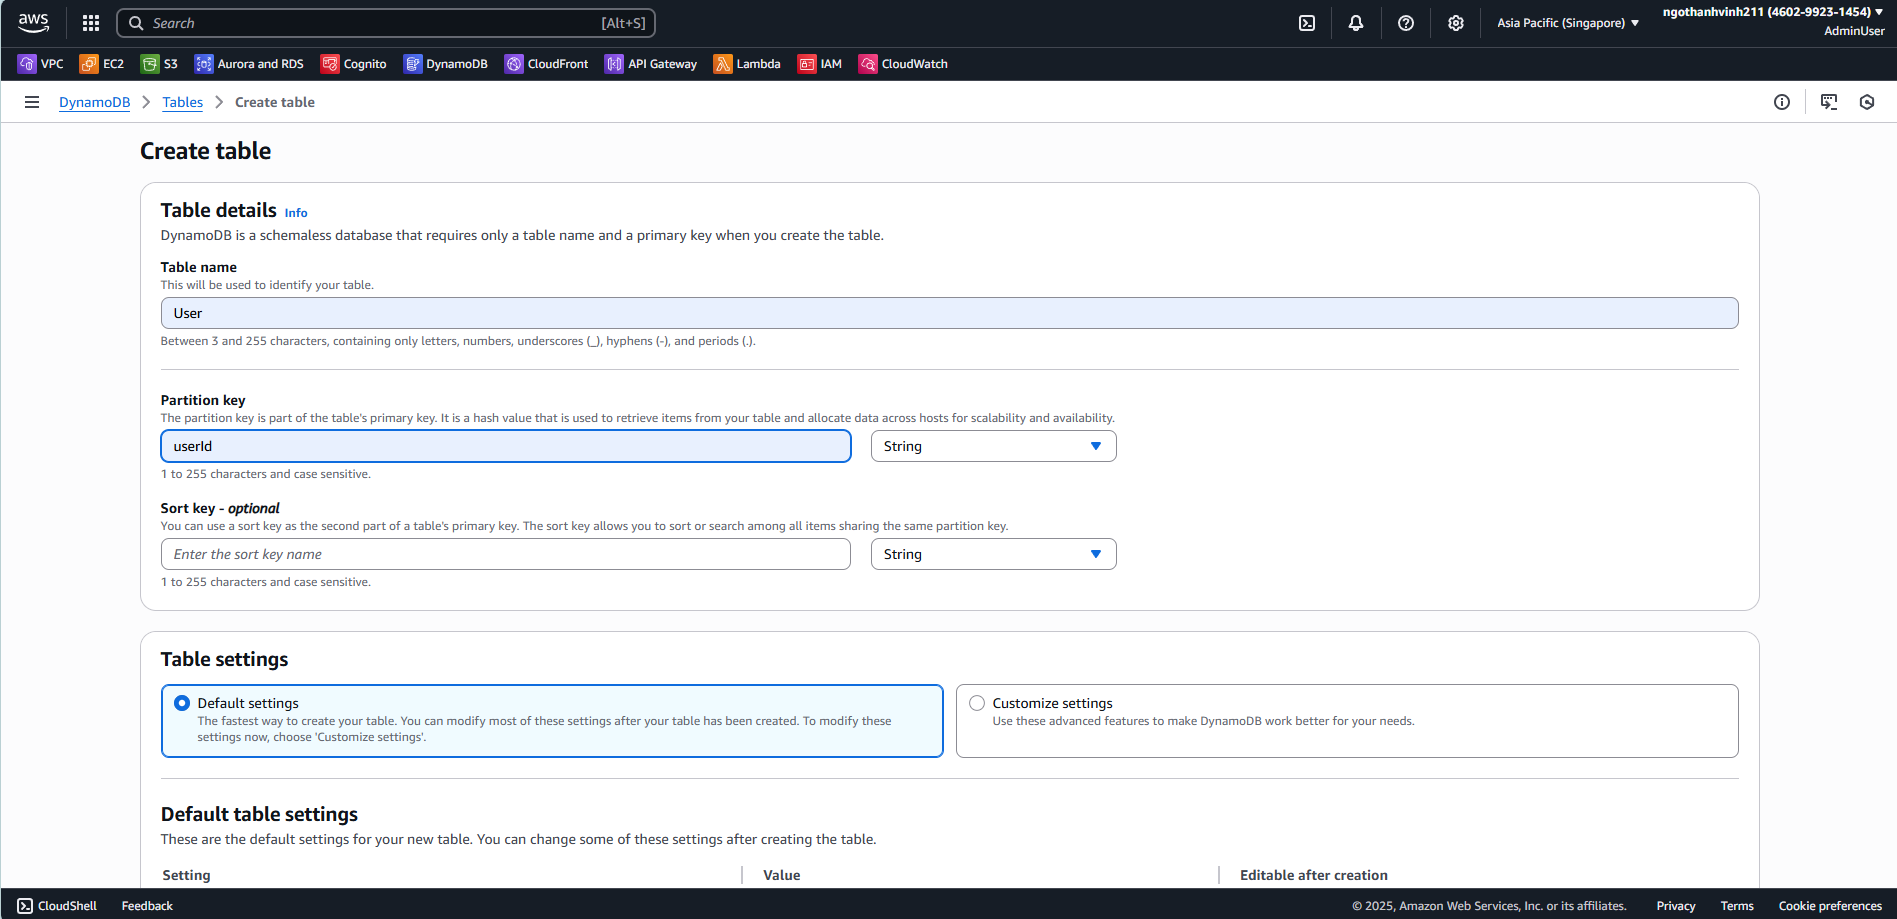 aws
Search [Alt+S]
Asia Pacific (Singapore)
ngothanhvinh211 (4602-9923-1454)
AdminUser
VPC EC2 S3 Aurora and RDS Cognito DynamoDB CloudFront API Gateway Lambda IAM CloudWatch
DynamoDB Tables Create table
Create table
Table details Info
DynamoDB is a schemaless database that requires only a table name and a primary key when you create the table.
Table name
This will be used to identify your table.
User
Between 3 and 255 characters, containing only letters, numbers, underscores (_), hyphens (-), and periods (.).
Partition key
The partition key is part of the table's primary key. It is a hash value that is used to retrieve items from your table and allocate data across hosts for scalability and availability.
userId String
1 to 255 characters and case sensitive.
Sort key - optional
You can use a sort key as the second part of a table's primary key. The sort key allows you to sort or search among all items sharing the same partition key.
Enter the sort key name String
1 to 255 characters and case sensitive.
Table settings
Default settings
The fastest way to create your table. You can modify most of these settings after your table has been created. To modify these
settings now, choose 'Customize settings'.
Customize settings
Use these advanced features to make DynamoDB work better for your needs.
Default table settings
These are the default settings for your new table. You can change some of these settings after creating the table.
Setting Value Editable after creation
CloudShell Feedback © 2025, Amazon Web Services, Inc. or its affiliates. Privacy Terms Cookie preferences